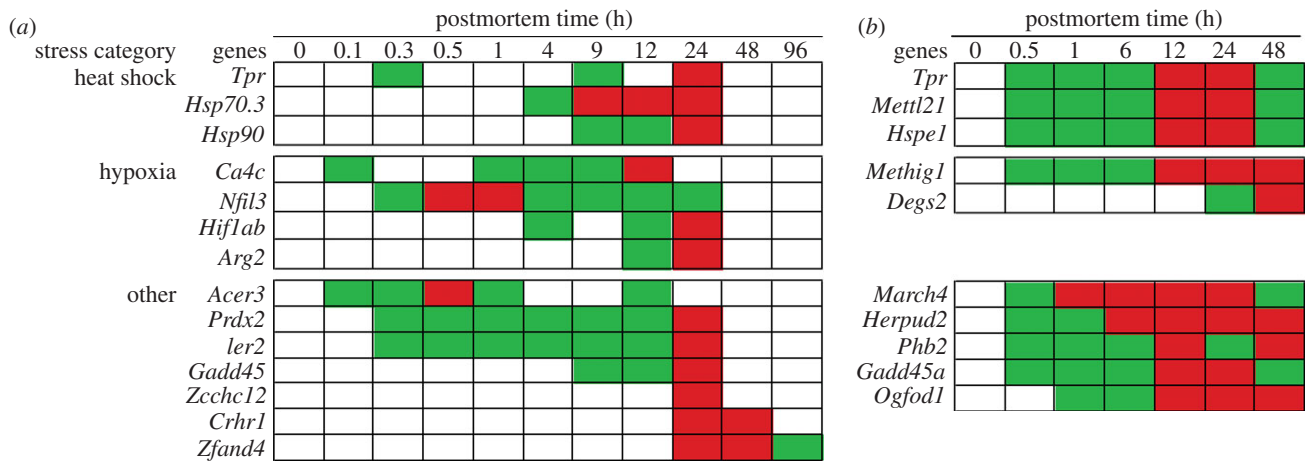 (a) postmortem time (h)
stress category genes 0 0.1 0.3 0.5 1 4 9 12 24 48 96
heat shock Tpr
Hsp70.3
Hsp90
hypoxia Ca4c
Nfil3
Hif1ab
Arg2
other Acer3
Prdx2
ler2
Gadd45
Zcchc12
Crhr1
Zfand4
(b) postmortem time (h)
genes 0 0.5 1 6 12 24 48
Tpr
Mettl21
Hspe1
Methig1
Degs2
March4
Herpud2
Phb2
Gadd45a
Ogfod1